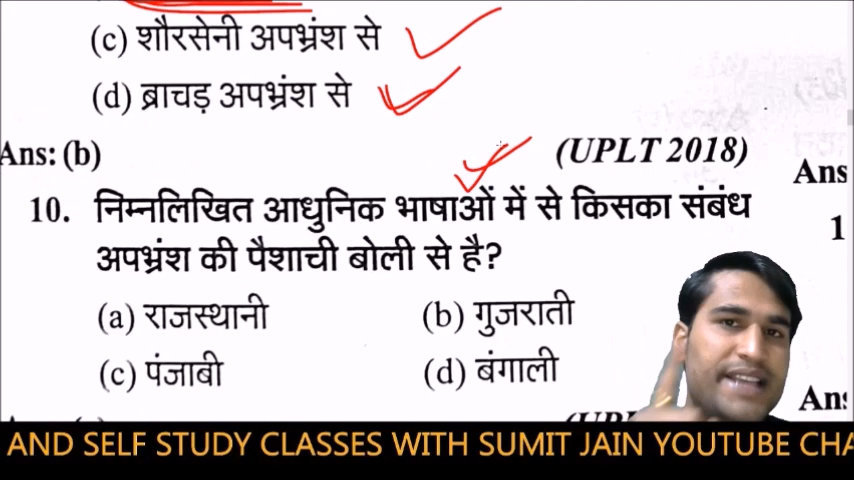 (c) शौरसेनी अपभ्रंश से
(d) ब्राचड़ अपभ्रंश से
Ans: (b)
(UPLT 2018)
10. निम्नलिखित आधुनिक भाषाओं में से किसका संबंध
अपभ्रंश की पैशाची बोली से है?
(a) राजस्थानी (b) गुजराती
(c) पंजाबी (d) बंगाली
Ans
1
Ans
AND SELF STUDY CLASSES WITH SUMIT JAIN YOUTUBE CHA